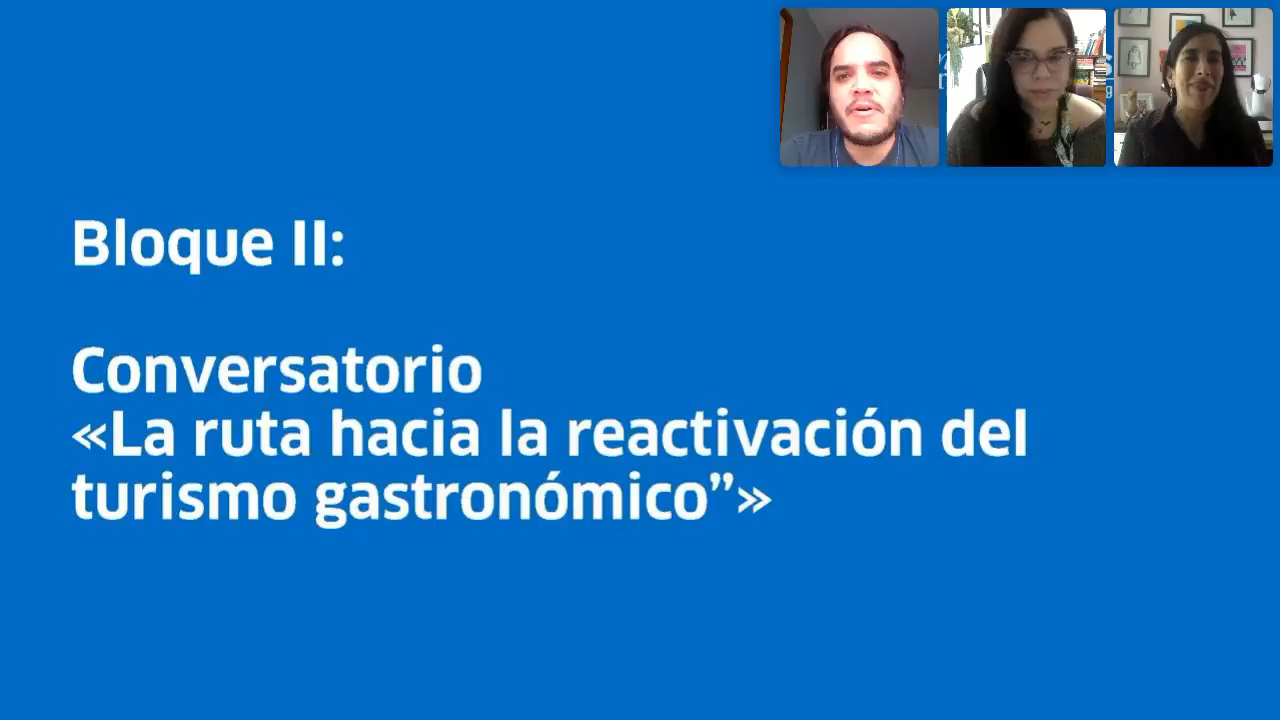 Bloque II:
Conversatorio
«La ruta hacia la reactivación del
turismo gastronómico”»